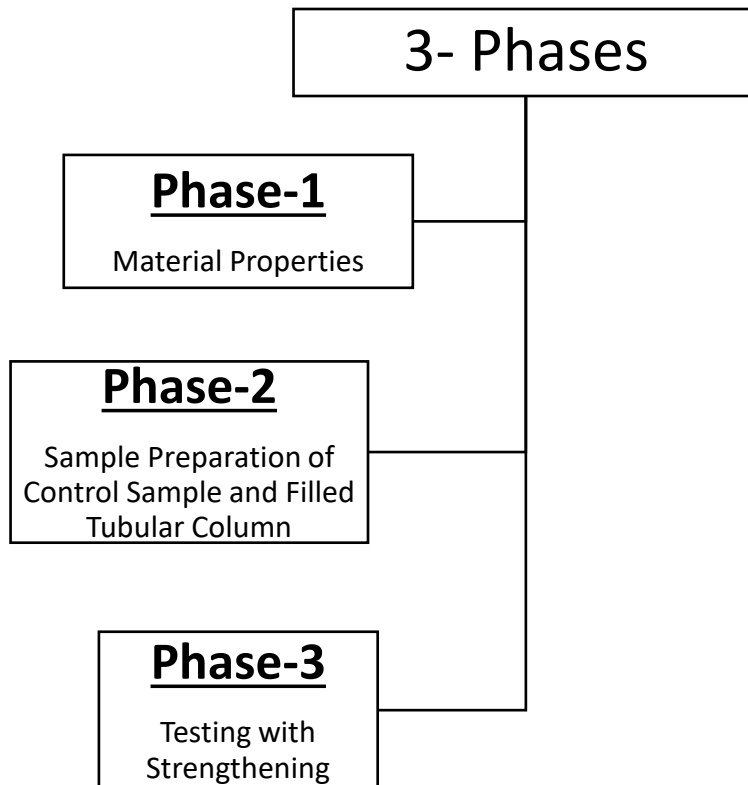 3- Phases
Phase-1
Material Properties
Phase-2
Sample Preparation of
Control Sample and Filled
Tubular Column
Phase-3
Testing with
Strengthening